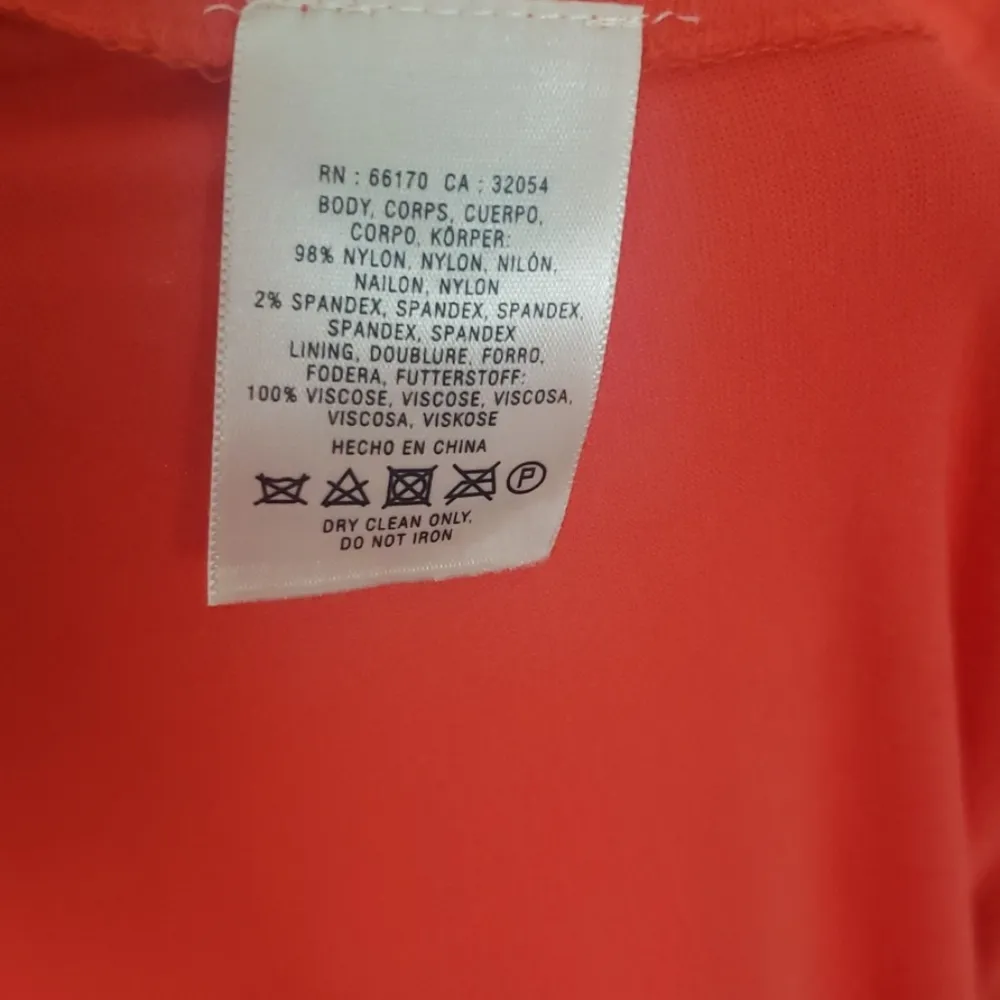 RN : 66170 CA : 32054
BODY, CORPS, CUERPO,
CORPO, KÖRPER:
98% NYLON, NYLON, NILÓN,
NAILON, NYLON
2% SPANDEX, SPANDEX, SPANDEX,
SPANDEX, SPANDEX
LINING, DOUBLURE, FORRO,
FODERA, FUTTERSTOFF:
100% VISCOSE, VISCOSE, VISCOSA,
VISCOSA, VISKOSE
HECHO EN CHINA
P
DRY CLEAN ONLY,
DO NOT IRON